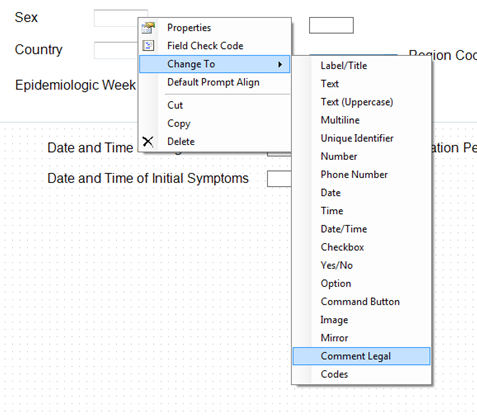 Sex
Country
Region Coo
Epidemiologic Week
Date and Time
ation Pe
Date and Time of Initial Symptoms
Properties
Field Check Code
Change To
Default Prompt Align
Cut
Copy
Delete
Label/Title
Text
Text (Uppercase)
Multiline
Unique Identifier
Number
Phone Number
Date
Time
Date/Time
Checkbox
Yes/No
Option
Command Button
Image
Mirror
Comment Legal
Codes